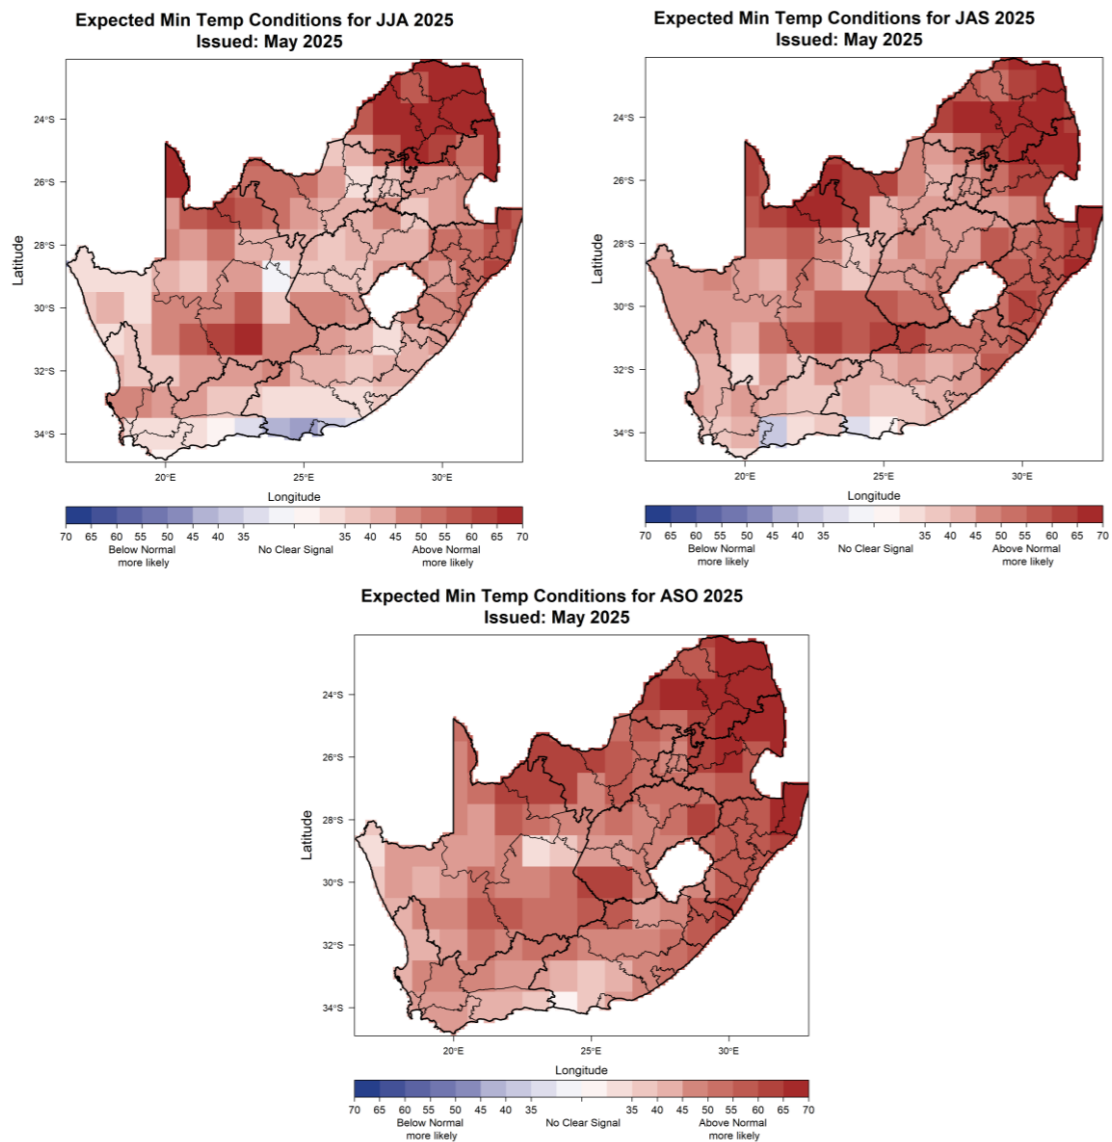 Expected Min Temp Conditions for JJA 2025
Issued: May 2025
24°S
26°S
28°S
30°S
32°S
34°S
Latitude
20°E
25°E
30°E
Longitude
70 65 60 55 50 45 40 35 35 40 45 50 55 60 65 70
Below Normal No Clear Signal Above Normal
more likely more likely
Expected Min Temp Conditions for JAS 2025
Issued: May 2025
24°S
26°S
28°S
30°S
32°S
34°S
Latitude
20°E
25°E
30°E
Longitude
70 65 60 55 50 45 40 35 35 40 45 50 55 60 65 70
Below Normal No Clear Signal Above Normal
more likely more likely
Expected Min Temp Conditions for ASO 2025
Issued: May 2025
24°S
26°S
28°S
30°S
32°S
34°S
Latitude
20°E
25°E
30°E
Longitude
70 65 60 55 50 45 40 35 35 40 45 50 55 60 65 70
Below Normal No Clear Signal Above Normal
more likely more likely